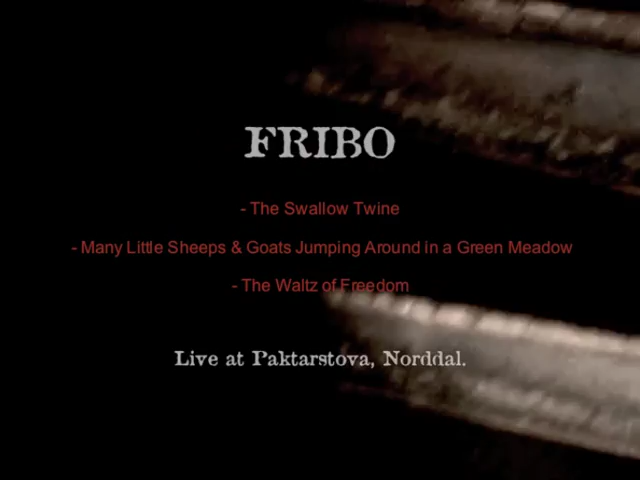 FRIBO
- The Swallow Twine
- Many Little Sheeps & Goats Jumping Around in a Green Meadow
- The Waltz of Freedom
Live at Paktarstova, Norddal.